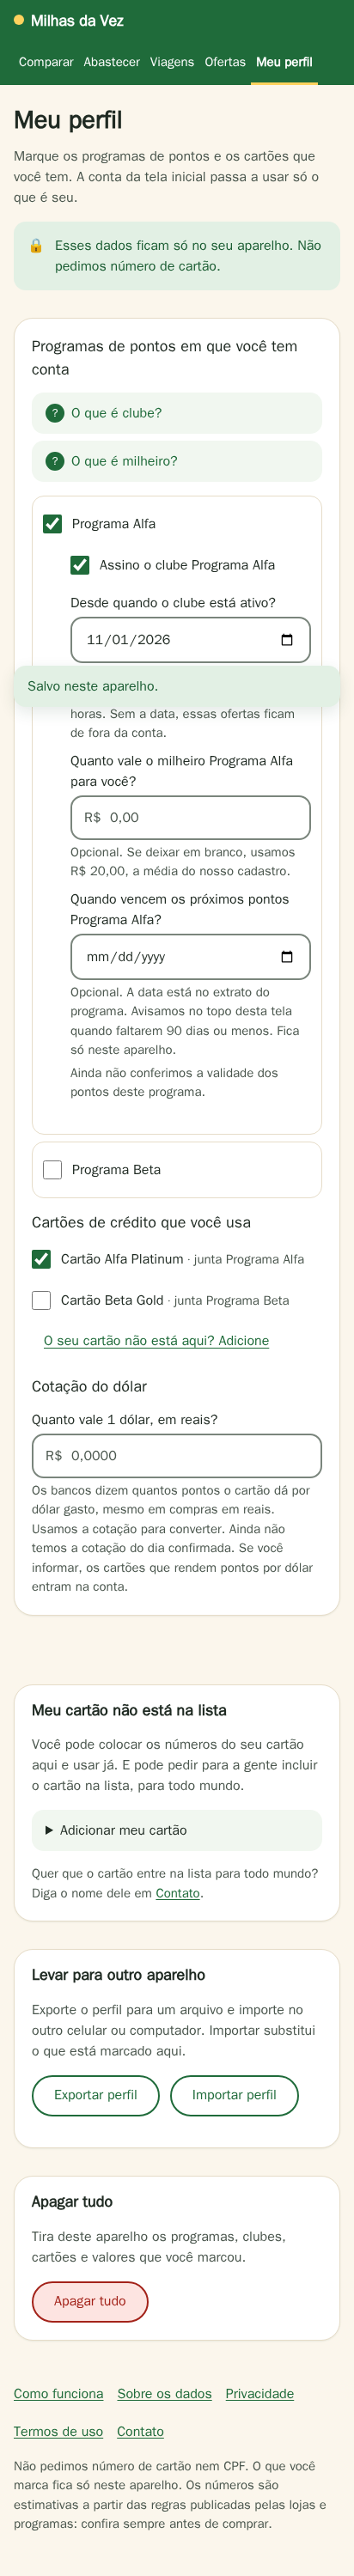 Milhas da Vez
Comparar Abastecer Viagens Ofertas Meu perfil
Meu perfil
Marque os programas de pontos e os cartões que
você tem. A conta da tela inicial passa a usar só o
que é seu.
Esses dados ficam só no seu aparelho. Não
pedimos número de cartão.
Programas de pontos em que você tem
conta
? O que é clube?
? O que é milheiro?
Programa Alfa
Assino o clube Programa Alfa
Desde quando o clube está ativo?
11/01/2026
Salvo neste aparelho.
horas. Sem a data, essas ofertas ficam
de fora da conta.
Quanto vale o milheiro Programa Alfa
para você?
R$ 0,00
Opcional. Se deixar em branco, usamos
R$ 20,00, a média do nosso cadastro.
Quando vencem os próximos pontos
Programa Alfa?
mm/dd/yyyy
Opcional. A data está no extrato do
programa. Avisamos no topo desta tela
quando faltarem 90 dias ou menos. Fica
só neste aparelho.
Ainda não conferimos a validade dos
pontos deste programa.
Programa Beta
Cartões de crédito que você usa
Cartão Alfa Platinum · junta Programa Alfa
Cartão Beta Gold · junta Programa Beta
O seu cartão não está aqui? Adicione
Cotação do dólar
Quanto vale 1 dólar, em reais?
R$ 0,0000
Os bancos dizem quantos pontos o cartão dá por
dólar gasto, mesmo em compras em reais.
Usamos a cotação para converter. Ainda não
temos a cotação do dia confirmada. Se você
informar, os cartões que rendem pontos por dólar
entram na conta.
Meu cartão não está na lista
Você pode colocar os números do seu cartão
aqui e usar já. E pode pedir para a gente incluir
o cartão na lista, para todo mundo.
Adicionar meu cartão
Quer que o cartão entre na lista para todo mundo?
Diga o nome dele em Contato.
Levar para outro aparelho
Exporte o perfil para um arquivo e importe no
outro celular ou computador. Importar substitui
o que está marcado aqui.
Exportar perfil Importar perfil
Apagar tudo
Tira deste aparelho os programas, clubes,
cartões e valores que você marcou.
Apagar tudo
Como funciona Sobre os dados Privacidade
Termos de uso Contato
Não pedimos número de cartão nem CPF. O que você
marca fica só neste aparelho. Os números são
estimativas a partir das regras publicadas pelas lojas e
programas: confira sempre antes de comprar.